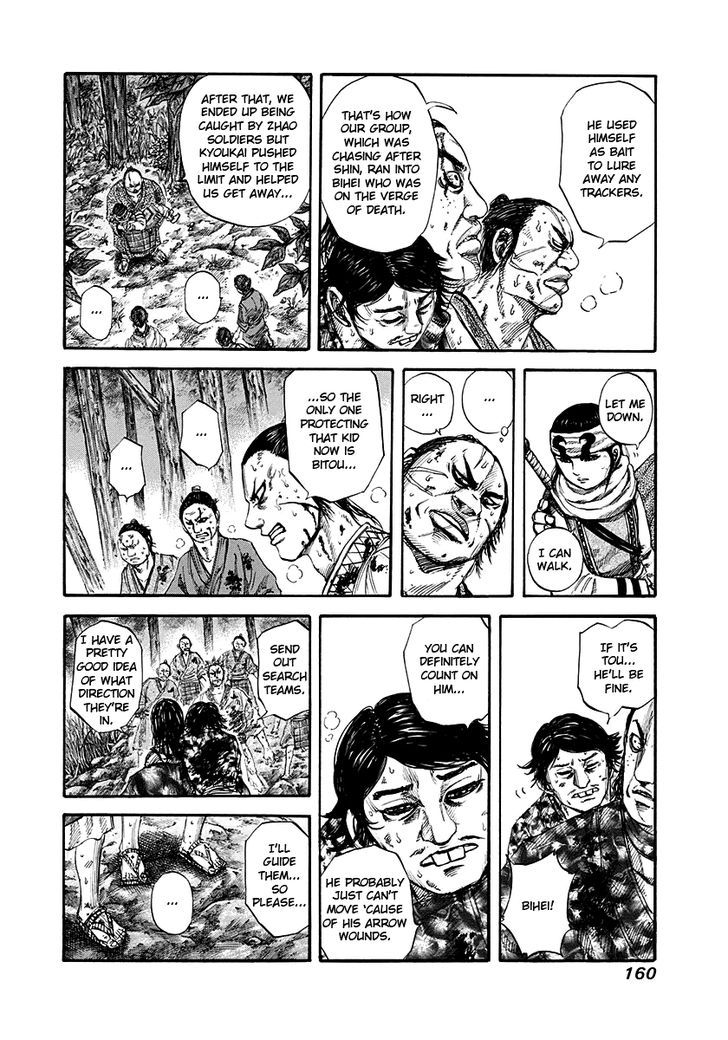 HE USED
HIMSELF
AS BAIT
TO LURE
AWAY ANY
TRACKERS.
THAT'S HOW
OUR GROUP,
WHICH WAS
CHASING AFTER
SHIN, RAN INTO
BIHEI WHO WAS
ON THE VERGE
OF DEATH.
AFTER THAT, WE
ENDED UP BEING
CAUGHT BY ZHAO
SOLDIERS BUT
KYOUKAI PUSHED
HIMSELF TO THE
LIMIT AND HELPED
US GET AWAY...
...
...
LET ME
DOWN.
I CAN
WALK.
...
RIGHT
...
...SO THE
ONLY ONE
PROTECTING
THAT KID
NOW IS
BITOU...
...
...
IF IT'S
TOU...
HE'LL BE
FINE.
BIHEI!
YOU CAN
DEFINITELY
COUNT ON
HIM...
HE PROBABLY
JUST CAN'T
MOVE 'CAUSE
OF HIS ARROW
WOUNDS.
SEND
OUT
SEARCH
TEAMS.
I HAVE A
PRETTY
GOOD IDEA
OF WHAT
DIRECTION
THEY'RE
IN.
I'LL
GUIDE
THEM...
SO
PLEASE...
...
160